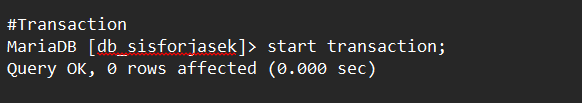 #Transaction
MariaDB [db_sisforjasek]> start transaction;
Query OK, 0 rows affected (0.000 sec)